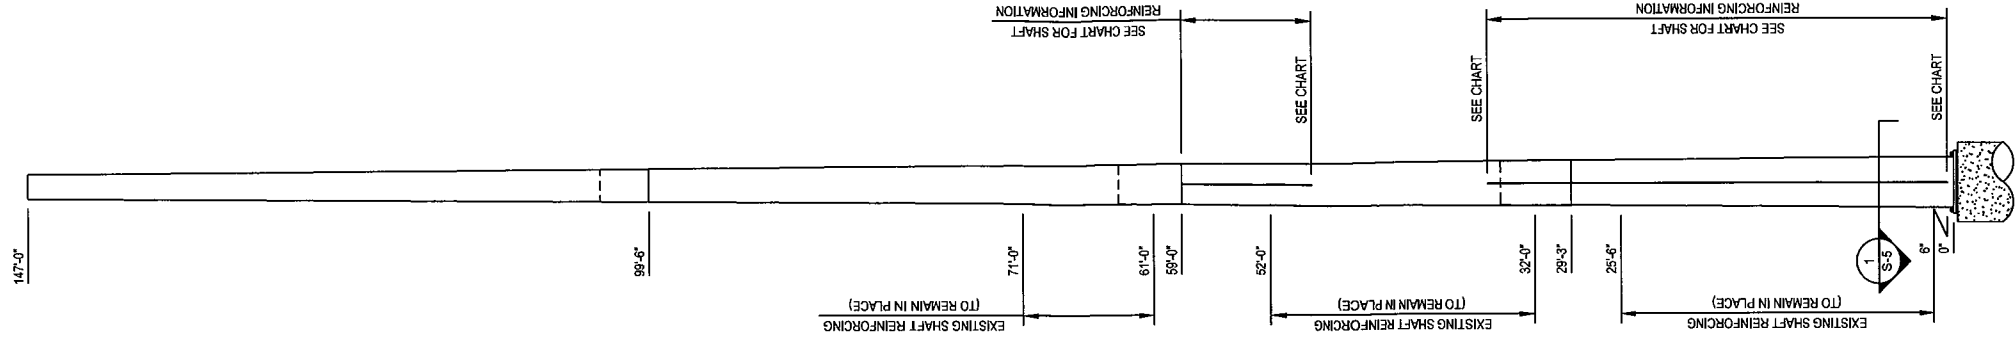 SEE CHART FOR SHAFT
REINFORCING INFORMATION
SEE CHART FOR SHAFT
REINFORCING INFORMATION
SEE CHART
SEE CHART
SEE CHART
147'-0"
99'-6"
71'-0"
61'-0"
59'-0"
52'-0"
32'-0"
29'-3"
25'-6"
6"
0"
1
S-5
EXISTING SHAFT REINFORCING
(TO REMAIN IN PLACE)
EXISTING SHAFT REINFORCING
(TO REMAIN IN PLACE)
EXISTING SHAFT REINFORCING
(TO REMAIN IN PLACE)